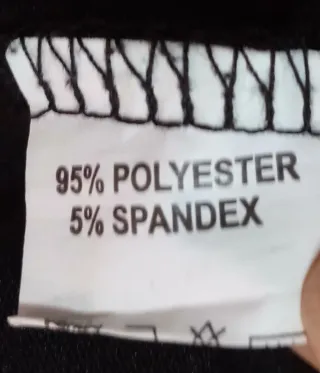 95% POLYESTER
5% SPANDEX